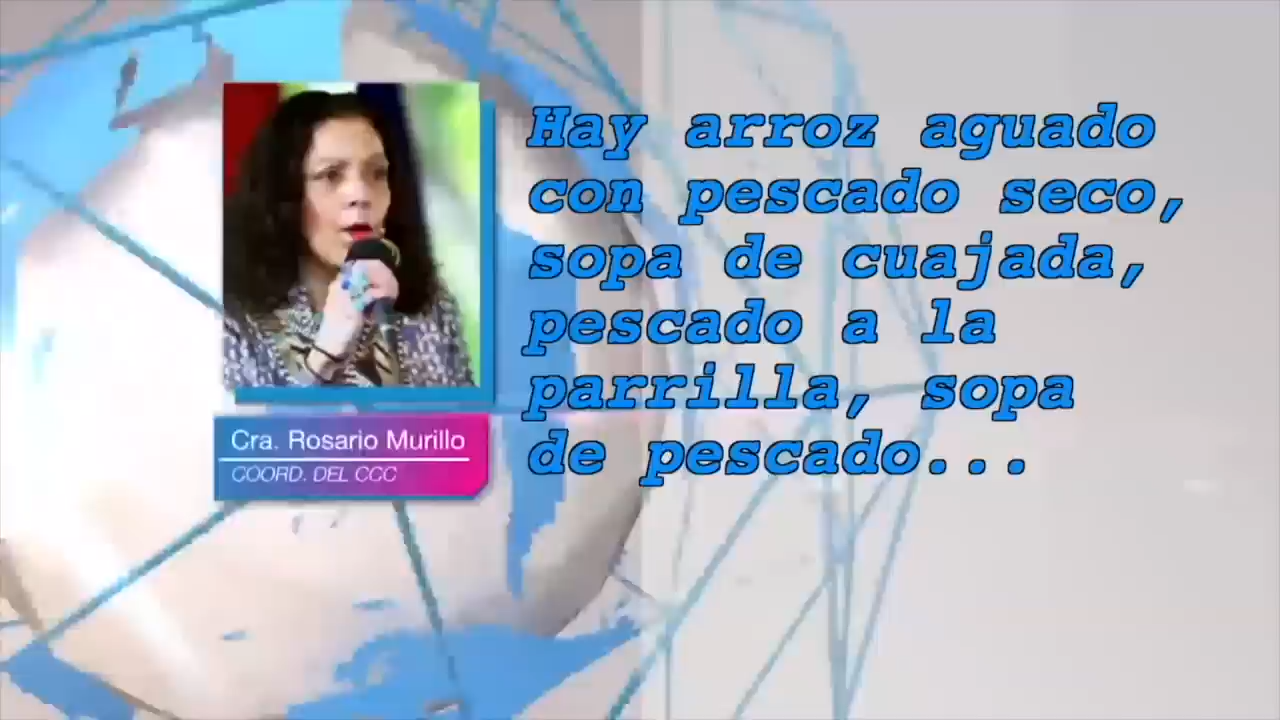 Hay arroz aguado
con pescado seco,
sopa de cuajada,
pescado a la
parrilla, sopa
de pescado...
Cra. Rosario Murillo
COORD. DEL CCC